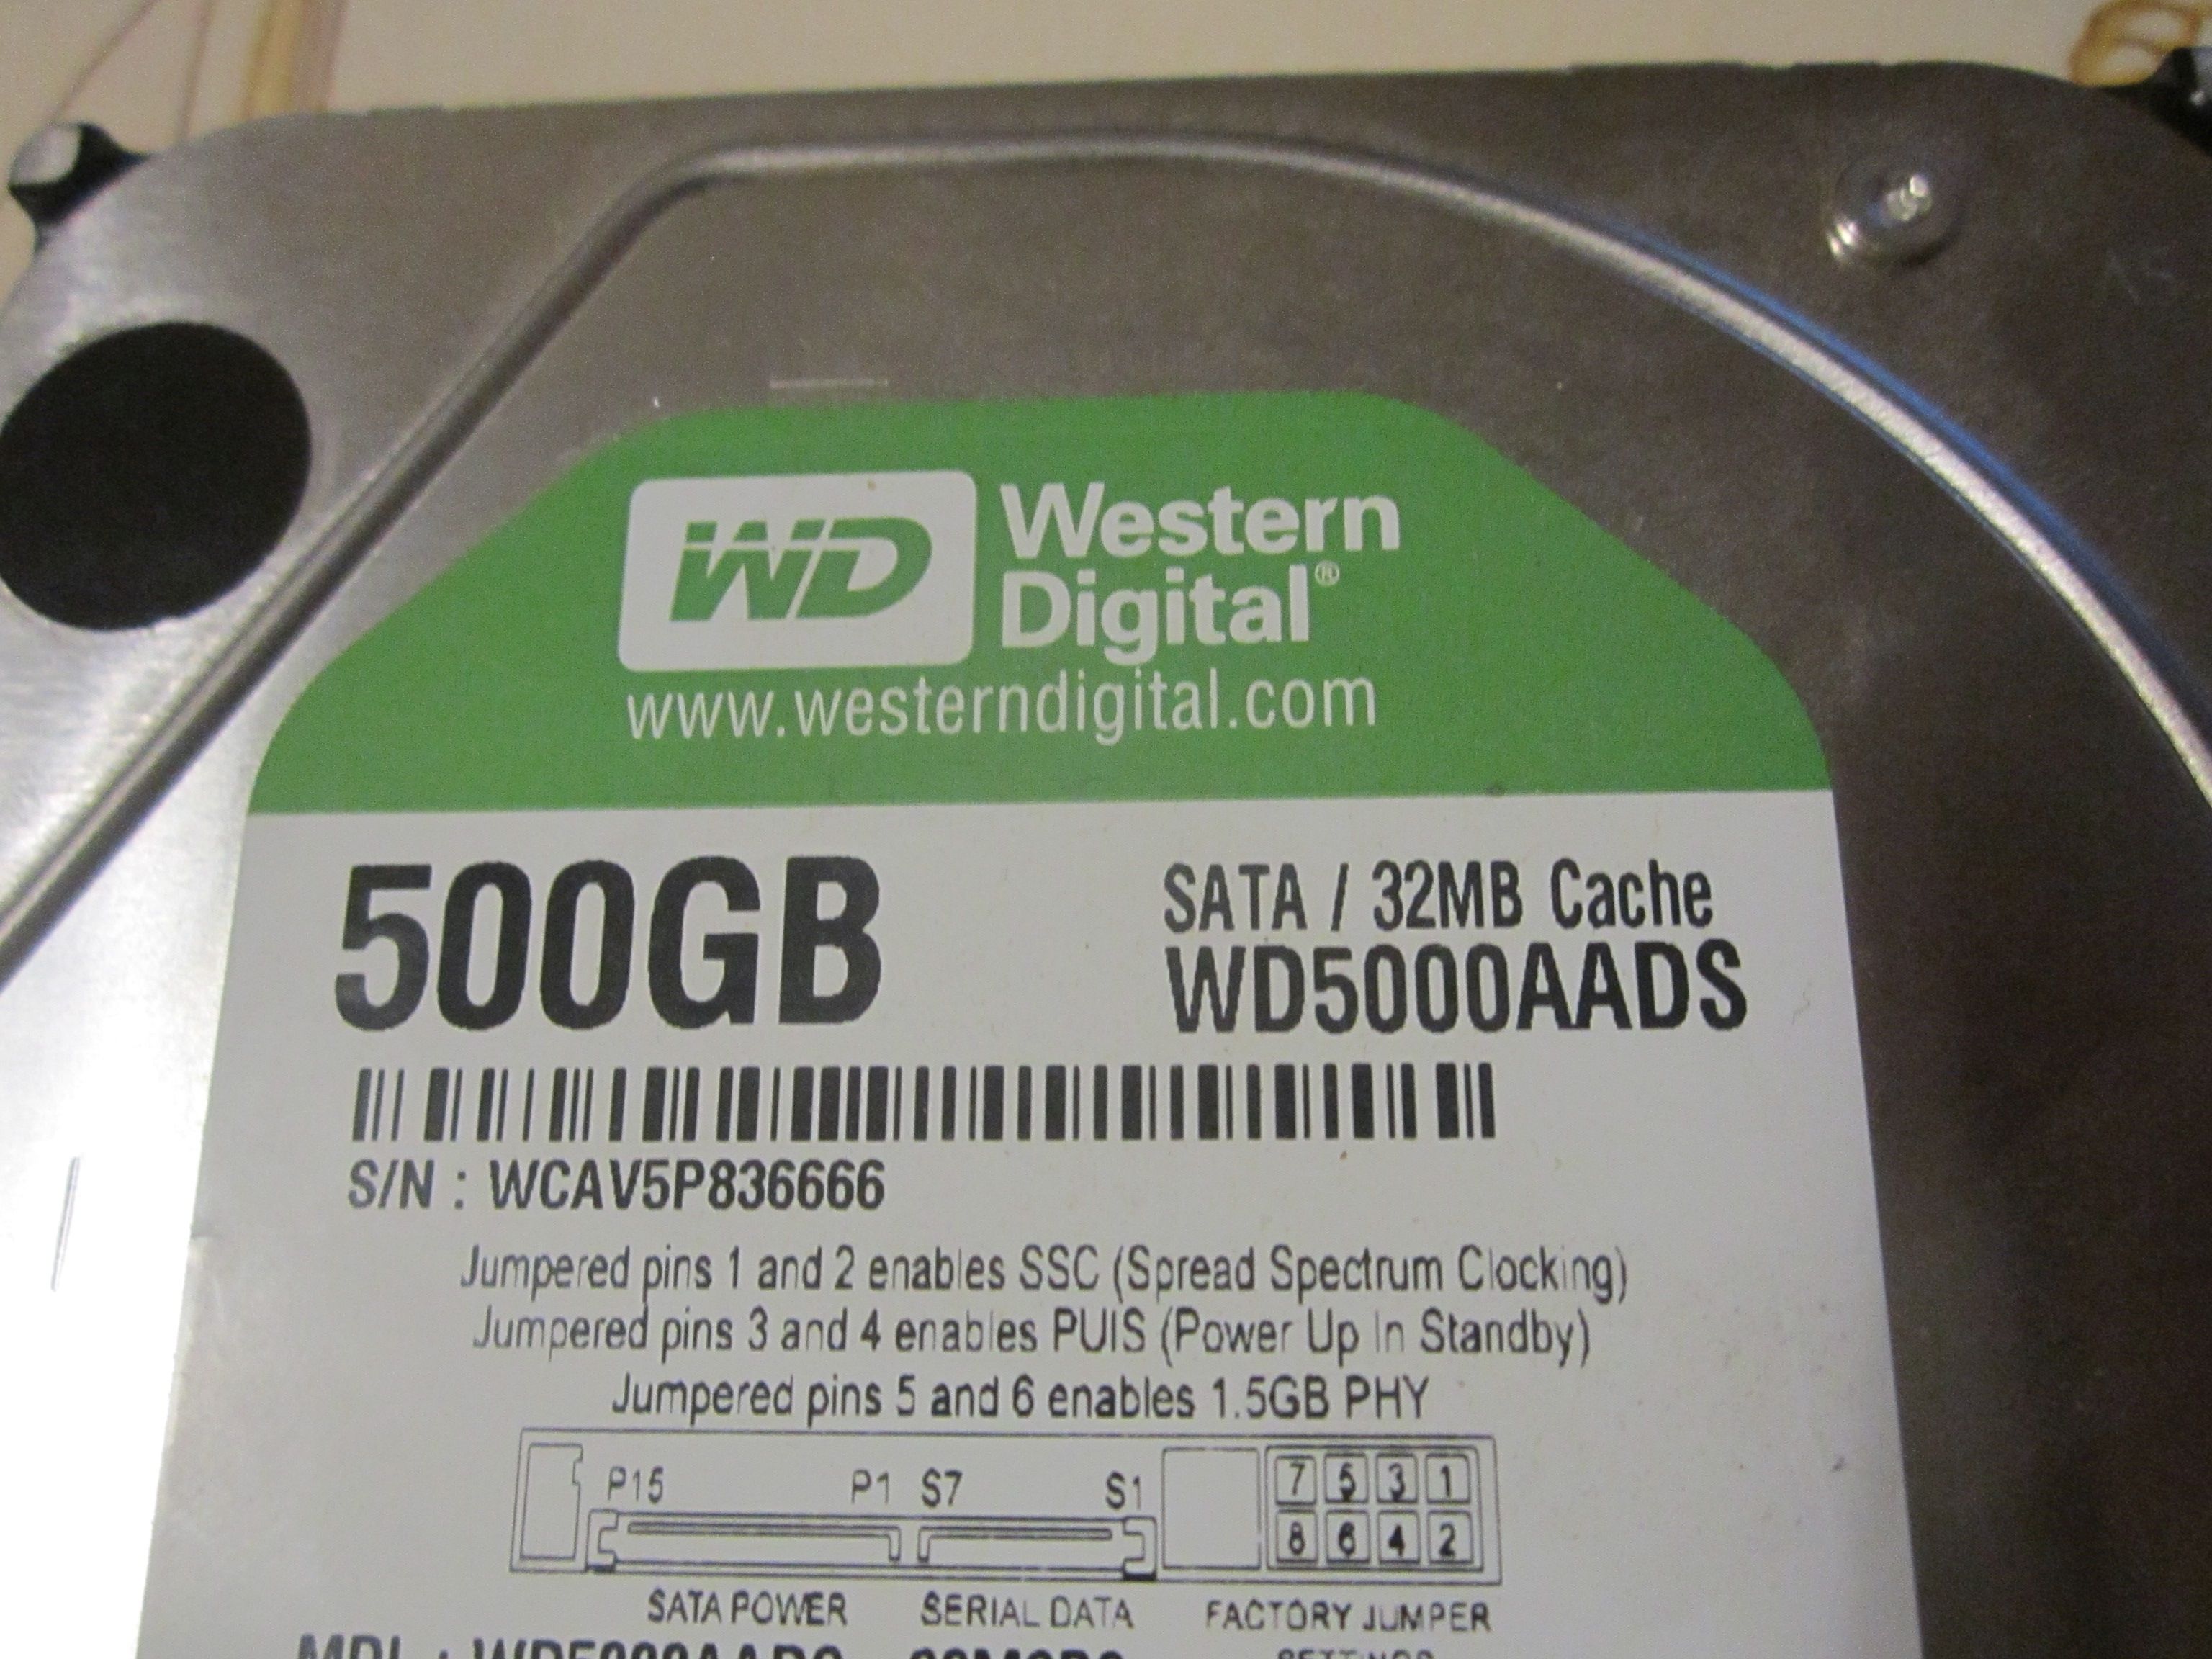 WD Western
Digital®
www.westerndigital.com
500GB
SATA / 32MB Cache
WD5000AADS
S/N : WCAV5P836666
Jumpered pins 1 and 2 enables SSC (Spread Spectrum Clocking)
Jumpered pins 3 and 4 enables PUIS (Power Up In Standby)
Jumpered pins 5 and 6 enables 1.5GB PHY
P15 P1 S7 S1 7 5 3 1
8 6 4 2
SATA POWER SERIAL DATA FACTORY JUMPER
SETTINGS
MDL : WD5000AADS